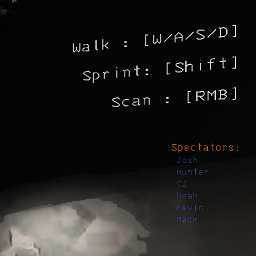 Walk : [W/A/S/D]
Sprint: [Shift]
Scan : [RMB]
Spectators:
Josh
Hunter
CJ
Noah
Kevin
Mack